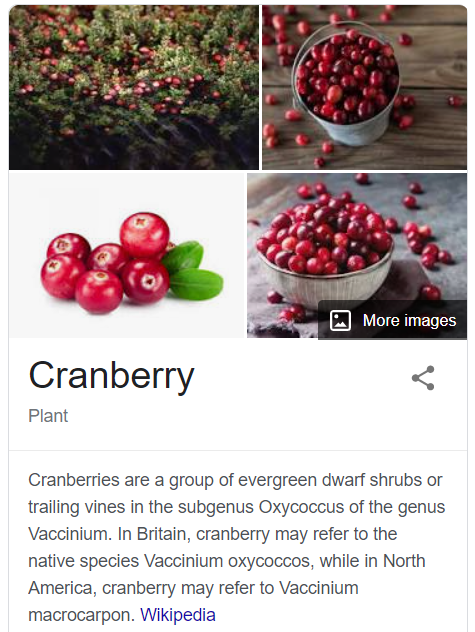 More images
Cranberry
Plant
Cranberries are a group of evergreen dwarf shrubs or
trailing vines in the subgenus Oxycoccus of the genus
Vaccinium. In Britain, cranberry may refer to the
native species Vaccinium oxycoccos, while in North
America, cranberry may refer to Vaccinium
macrocarpon. Wikipedia